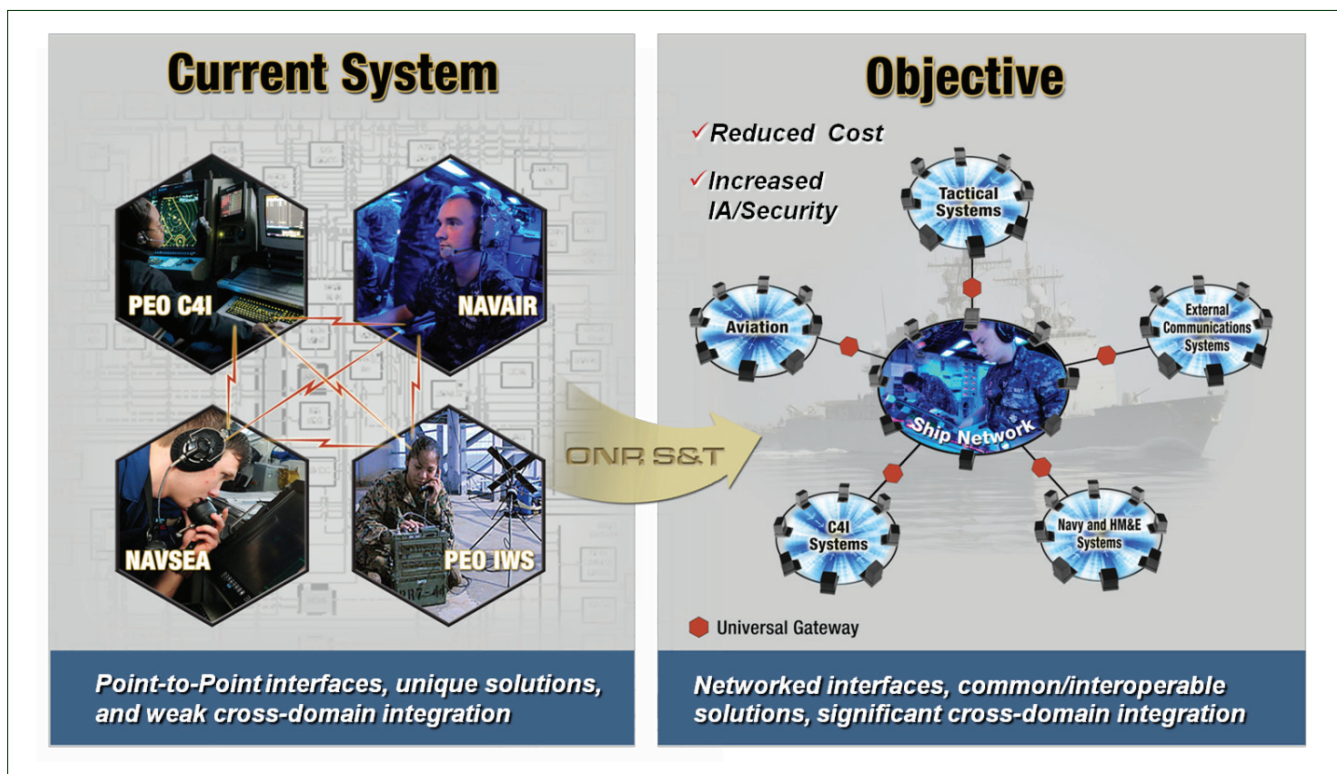 Current System
PEO C4I
NAVAIR
NAVSEA
PEO IWS
Point-to-Point interfaces, unique solutions,
and weak cross-domain integration
ONR S&T
Objective
✓Reduced Cost
✓Increased
IA/Security
Tactical
Systems
Aviation
External
Communications
Systems
Ship Network
C4I
Systems
Navy and HM&E
Systems
Universal Gateway
Networked interfaces, common/interoperable
solutions, significant cross-domain integration